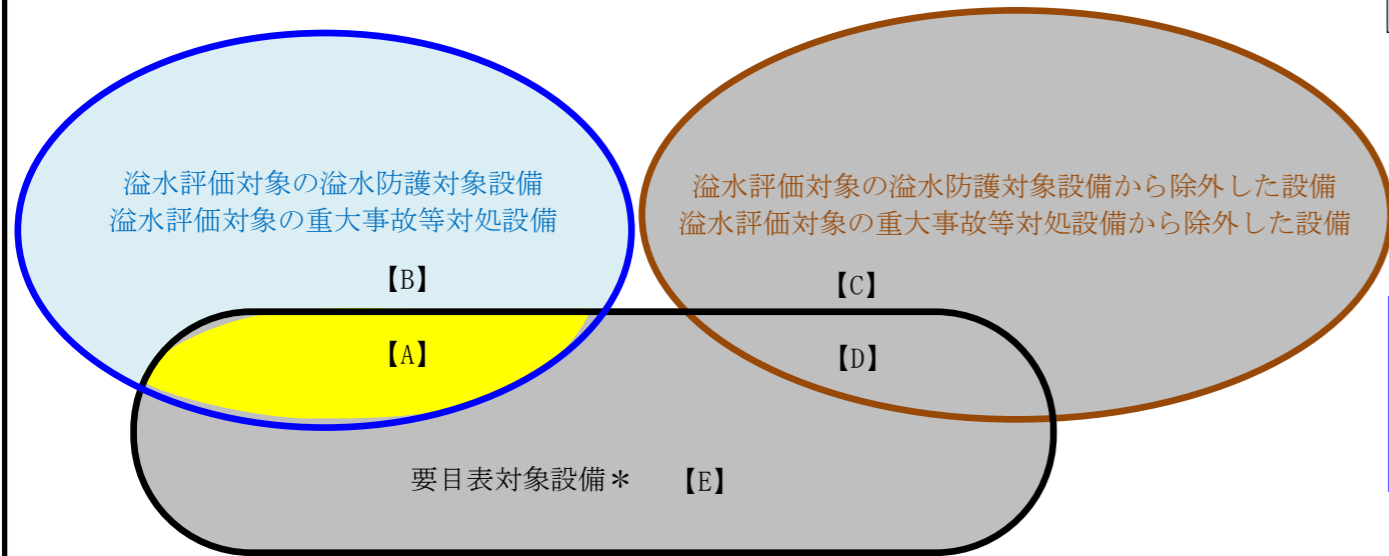 溢水評価対象の溢水防護対象設備
溢水評価対象の重大事故等対処設備
【B】
溢水評価対象の溢水防護対象設備から除外した設備
溢水評価対象の重大事故等対処設備から除外した設備
【C】
【A】
【D】
要目表対象設備＊ 【E】